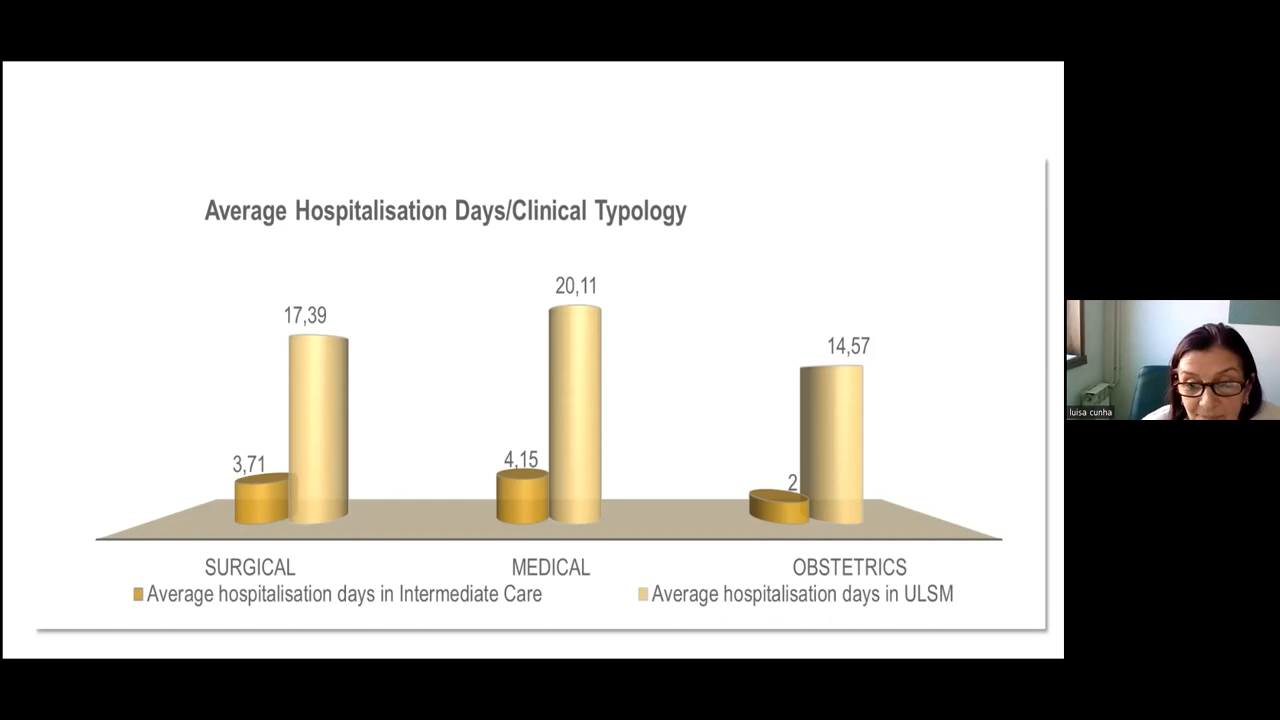 Average Hospitalisation Days/Clinical Typology
20,11
17,39
14,57
3,71
4,15
2
SURGICAL MEDICAL OBSTETRICS
Average hospitalisation days in Intermediate Care Average hospitalisation days in ULSM
luisa cunha